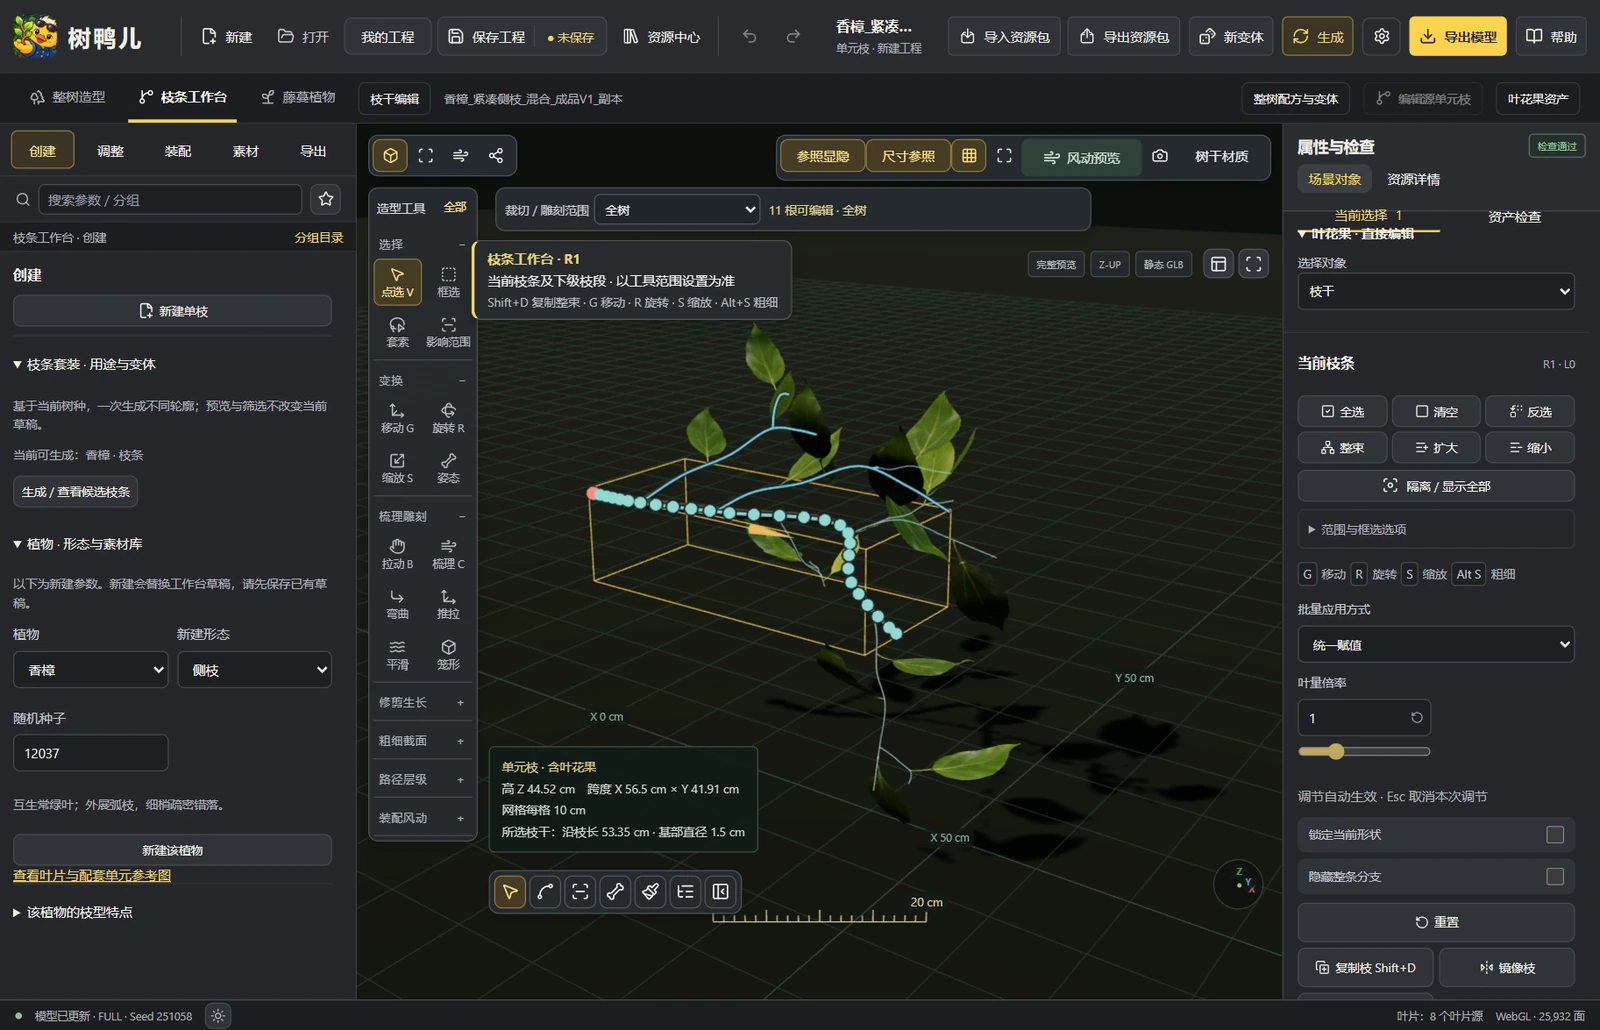 树鸭儿
新建
打开
我的工程
保存工程
未保存
资源中心
香樟_紧凑...
单元枝 · 新建工程
导入资源包
导出资源包
新变体
生成
导出模型
帮助
整树造型
枝条工作台
藤蔓植物
枝干编辑
香樟_紧凑侧枝_混合_成品V1_副本
整树配方与变体
编辑源单元枝
叶花果资产
创建
调整
装配
素材
导出
搜索参数 / 分组
枝条工作台 · 创建
分组目录
创建
新建单枝
枝条套装 · 用途与变体
基于当前树种，一次生成不同轮廓；预览与筛选不改变当前
草稿。
当前可生成：香樟 · 枝条
生成 / 查看候选枝条
植物 · 形态与素材库
以下为新建参数。新建会替换工作台草稿，请先保存已有草
稿。
植物
新建形态
香樟
侧枝
随机种子
12037
互生常绿叶；外展弧枝，细梢疏密错落。
新建该植物
查看叶片与配套单元参考图
该植物的枝型特点
参照显隐
尺寸参照
风动预览
树干材质
造型工具
全部
裁切 / 雕刻范围
全树
11 根可编辑 · 全树
选择
点选 V
框选
套索
影响范围
变换
移动 G
旋转 R
缩放 S
姿态
梳理雕刻
拉动 B
梳理 C
弯曲
推拉
平滑
笼形
修剪生长
粗细截面
路径层级
装配风动
枝条工作台 · R1
当前枝条及下级枝段 · 以工具范围设置为准
Shift+D 复制整束 · G 移动 · R 旋转 · S 缩放 · Alt+S 粗细
完整预览
Z-UP
静态 GLB
X 0 cm
Y 50 cm
X 50 cm
单元枝 · 含叶花果
高 Z 44.52 cm 跨度 X 56.5 cm × Y 41.91 cm
网格每格 10 cm
所选枝干：沿枝长 53.35 cm · 基部直径 1.5 cm
20 cm
Z
Y
X
属性与检查
检查通过
场景对象
资源详情
当前选择 1
资产检查
叶花果 · 直接编辑
选择对象
枝干
当前枝条
R1 · L0
全选
清空
反选
整束
扩大
缩小
隔离 / 显示全部
范围与框选选项
G 移动 R 旋转 S 缩放 Alt S 粗细
批量应用方式
统一赋值
叶量倍率
1
调节自动生效 · Esc 取消本次调节
锁定当前形状
隐藏整条分支
重置
复制枝 Shift+D
镜像枝
模型已更新 · FULL · Seed 251058
叶片：8 个叶片源
WebGL · 25,932 面